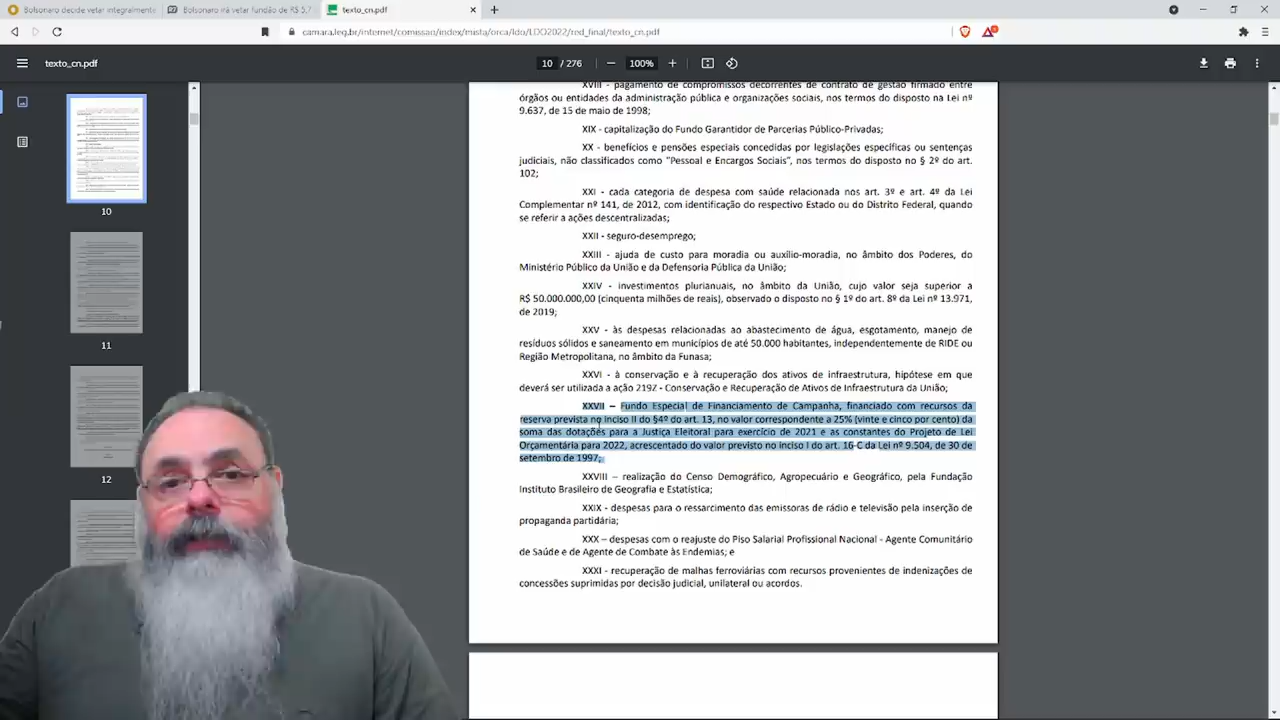 Bolsonaro decide vetar integralmente
Bolsonaro irá vetar fundão de R$ 5,7
texto_cn.pdf
camara.leg.br/internet/comissao/index/mista/orca/ldo/LDO2022/red_final/texto_cn.pdf
texto_cn.pdf
10 / 276
100%
10
11
12
XVIII - pagamento de compromissos decorrentes de contrato de gestão firmado entre
órgãos ou entidades da administração pública e organizações sociais, nos termos do disposto na Lei nº
9.637, de 15 de maio de 1998;
XIX - capitalização do Fundo Garantidor de Parcerias Público-Privadas;
XX - benefícios e pensões especiais concedidas por legislações específicas ou sentenças
judiciais, não classificados como "Pessoal e Encargos Sociais", nos termos do disposto no § 2º do art.
102;
XXI - cada categoria de despesa com saúde relacionada nos art. 3º e art. 4º da Lei
Complementar nº 141, de 2012, com identificação do respectivo Estado ou do Distrito Federal, quando
se referir a ações descentralizadas;
XXII - seguro-desemprego;
XXIII - ajuda de custo para moradia ou auxílio-moradia, no âmbito dos Poderes, do
Ministério Público da União e da Defensoria Pública da União;
XXIV - investimentos plurianuais, no âmbito da União, cujo valor seja superior a
R$ 50.000.000,00 (cinquenta milhões de reais), observado o disposto no § 1º do art. 8º da Lei nº 13.971,
de 2019;
XXV - às despesas relacionadas ao abastecimento de água, esgotamento, manejo de
resíduos sólidos e saneamento em municípios de até 50.000 habitantes, independentemente de RIDE ou
Região Metropolitana, no âmbito da Funasa;
XXVI - à conservação e à recuperação dos ativos de infraestrutura, hipótese em que
deverá ser utilizada a ação 219Z - Conservação e Recuperação de Ativos de Infraestrutura da União;
XXVII – Fundo Especial de Financiamento de Campanha, financiado com recursos da
reserva prevista no inciso II do §4º do art. 13, no valor correspondente a 25% (vinte e cinco por cento) da
soma das dotações para a Justiça Eleitoral para exercício de 2021 e as constantes do Projeto de Lei
Orçamentária para 2022, acrescentado do valor previsto no inciso I do art. 16-C da Lei nº 9.504, de 30 de
setembro de 1997;
XXVIII – realização do Censo Demográfico, Agropecuário e Geográfico, pela Fundação
Instituto Brasileiro de Geografia e Estatística;
XXIX - despesas para o ressarcimento das emissoras de rádio e televisão pela inserção de
propaganda partidária;
XXX – despesas com o reajuste do Piso Salarial Profissional Nacional - Agente Comunitário
de Saúde e de Agente de Combate às Endemias; e
XXXI - recuperação de malhas ferroviárias com recursos provenientes de indenizações de
concessões suprimidas por decisão judicial, unilateral ou acordos.